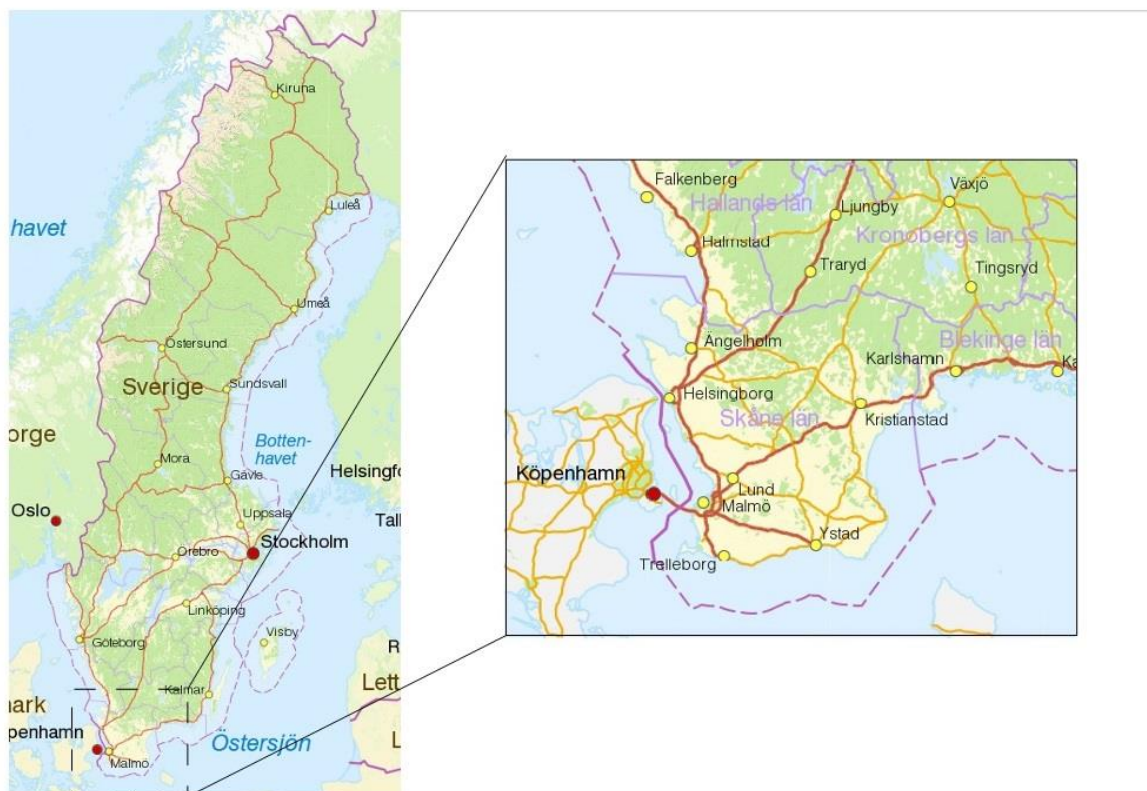 Kiruna
Luleå
havet
Umeå
Östersund
Sverige
Sundsvall
orge
Botten-
havet
Mora
Gävle
Helsingfo
Oslo
Uppsala
Tall
Örebro
Stockholm
Linköping
Göteborg
Visby
R
Lett
Kalmar
mark
penhamn
Malmö
Östersjön
L
Falkenberg
Hallands län
Växjö
Ljungby
Kronobergs län
Halmstad
Traryd
Tingsryd
Ängelholm
Blekinge län
Karlshamn
Ka
Helsingborg
Skåne län
Kristianstad
Köpenhamn
Lund
Malmö
Ystad
Trelleborg